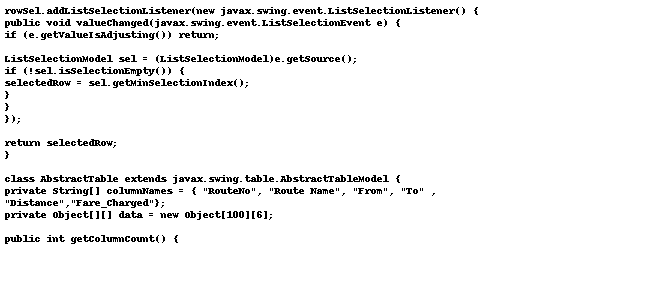 rowSel.addListSelectionListener(new javax.swing.event.ListSelectionListener() {
public void valueChanged(javax.swing.event.ListSelectionEvent e) {
if (e.getValueIsAdjusting()) return;
ListSelectionModel sel = (ListSelectionModel)e.getSource();
if (!sel.isSelectionEmpty()) {
selectedRow = sel.getMinSelectionIndex();
}
}
});
return selectedRow;
}
class AbstractTable extends javax.swing.table.AbstractTableModel {
private String[] columnNames = { "RouteNo", "Route Name", "From", "To" ,
"Distance","Fare_Charged"};
private Object[][] data = new Object[100][6];
public int getColumnCount() {